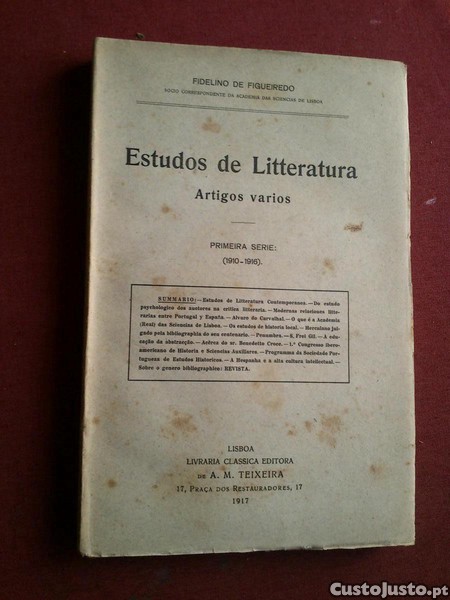 FIDELINO DE FIGUEIREDO
SOCIO CORRESPONDENTE DA ACADEMIA DAS SCIENCIAS DE LISBOA
Estudos de Litteratura
Artigos varios
PRIMEIRA SERIE:
(1910-1916).
SUMMARIO:—Estudos de Litteratura Contemporanea.—Do estudo
psychologico dos auctores na critica litteraria.—Modernas relaciones lite-
rarias entre Portugal y España.—Alvaro do Carvalhal.—O que é a Academia
(Real) das Sciencias de Lisboa.—Os estudos de historia local.—Herculano jul-
gado pela bibliographia do seu centenario.—Penumbra.—S. Frei Gil.—A edu-
cação da abstracção.—Acêrca do sr. Benedetto Croce.—1.º Congresso ibero-
americano de Historia e Sciencias Auxiliares.—Programma da Sociedade Por-
tuguesa de Estudos Historicos.—A Hespanha e a alta cultura intellectual.—
Sobre o genero bibliographico: REVISTA.
LISBOA
LIVRARIA CLASSICA EDITORA
DE A. M. TEIXEIRA
17, PRAÇA DOS RESTAURADORES, 17
1917
CustoJusto.pt